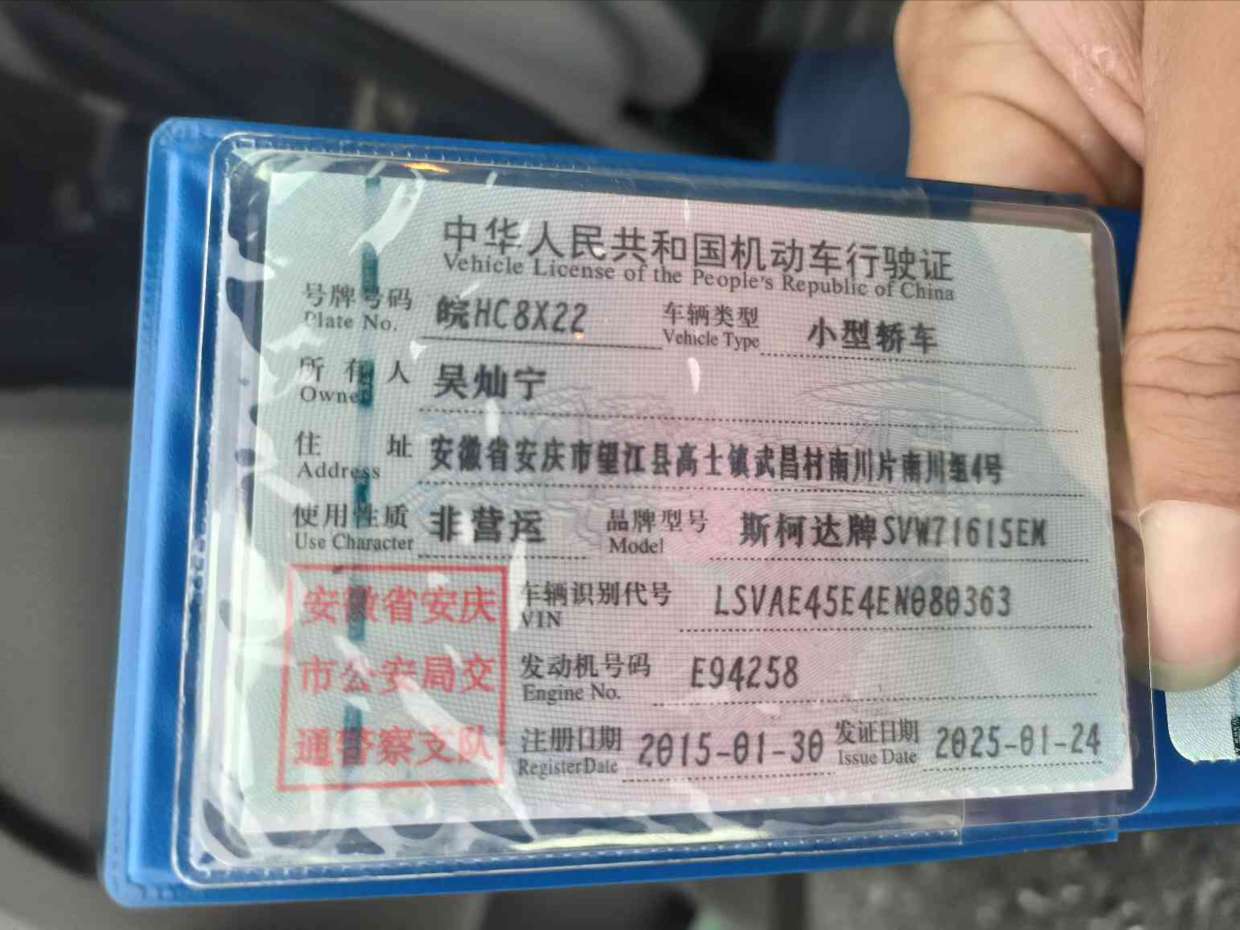 中华人民共和国机动车行驶证
Vehicle License of the People's Republic of China
号牌号码 皖HC8X22 车辆类型 小型轿车
Plate No. Vehicle Type
所有人 吴灿宁
Owner
住址 安徽省安庆市望江县高士镇武昌村南川片南川组4号
Address
使用性质 非营运 品牌型号 斯柯达牌SVW71615EM
Use Character Model
安徽省安庆
市公安局交
通警察支队
车辆识别代号 LSVAE45E4EN080363
VIN
发动机号码 E94258
Engine No.
注册日期 2015-01-30 发证日期 2025-01-24
Register Date Issue Date